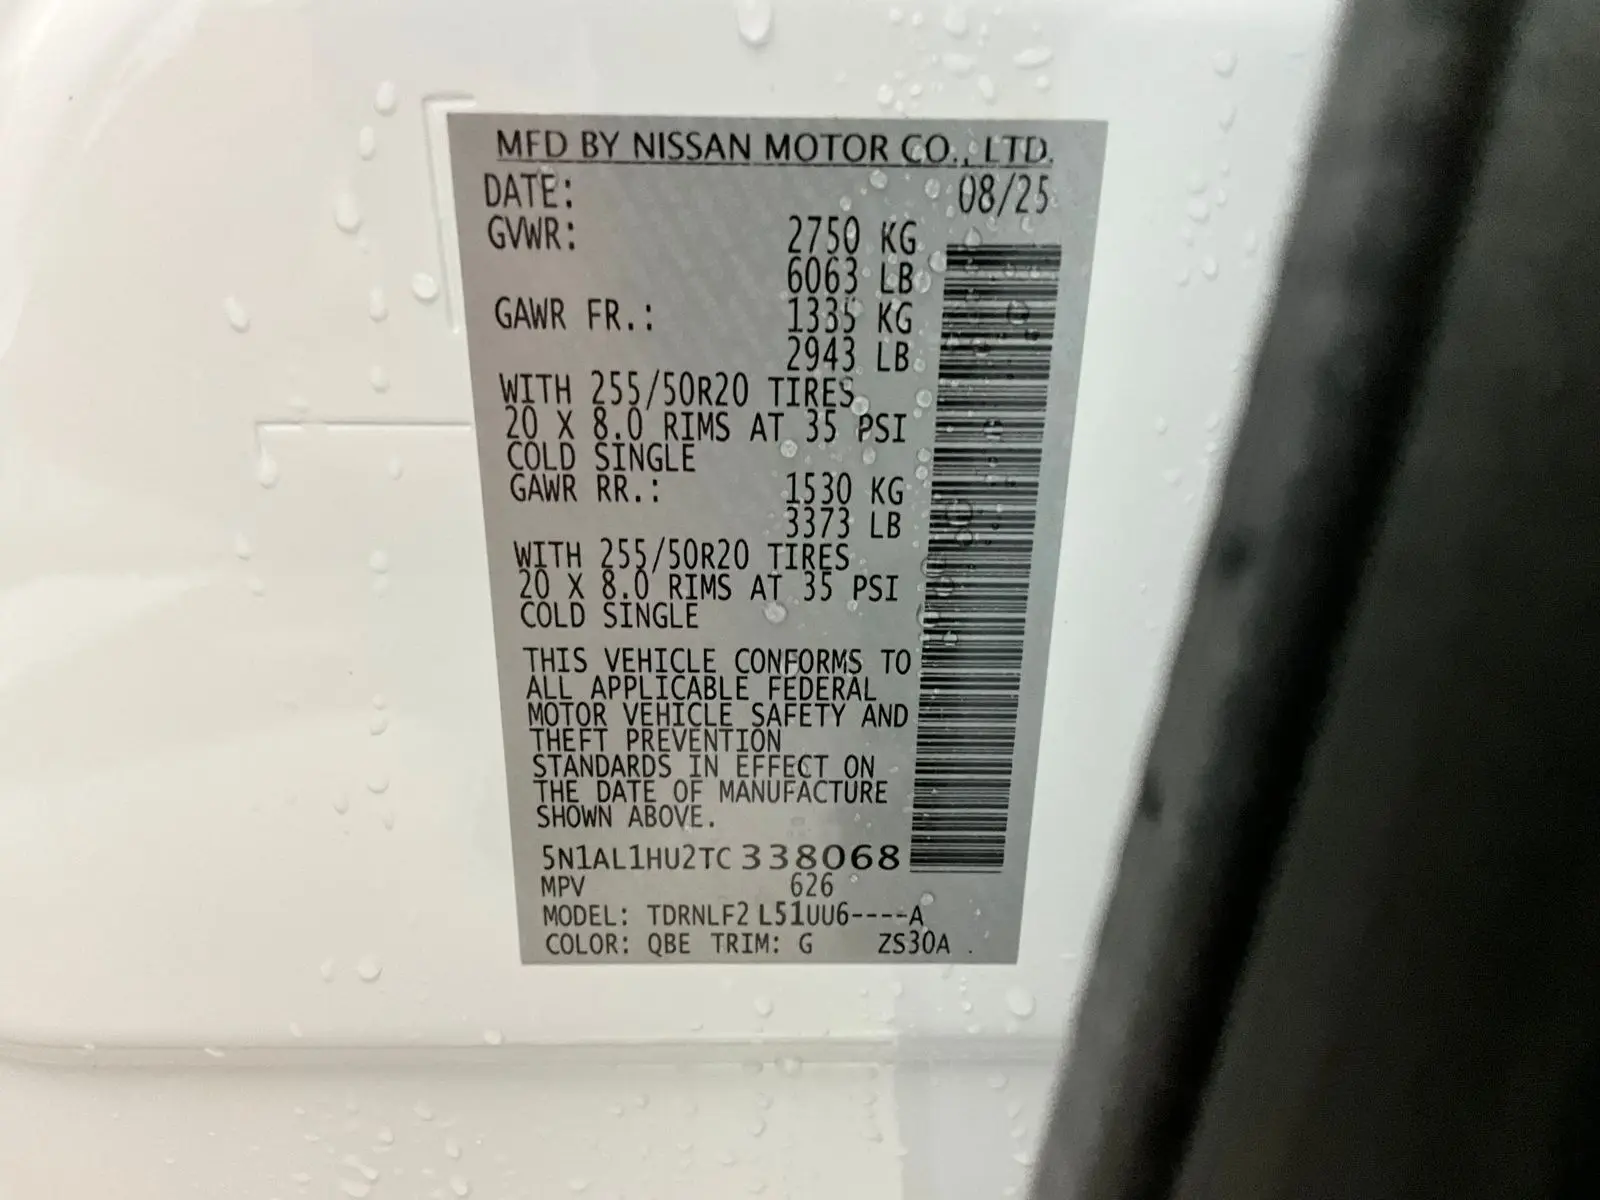 MFD BY NISSAN MOTOR CO., LTD.
DATE: 08/25
GVWR: 2750 KG
6063 LB
GAWR FR.: 1335 KG
2943 LB
WITH 255/50R20 TIRES
20 X 8.0 RIMS AT 35 PSI
COLD SINGLE
GAWR RR.: 1530 KG
3373 LB
WITH 255/50R20 TIRES
20 X 8.0 RIMS AT 35 PSI
COLD SINGLE
THIS VEHICLE CONFORMS TO
ALL APPLICABLE FEDERAL
MOTOR VEHICLE SAFETY AND
THEFT PREVENTION
STANDARDS IN EFFECT ON
THE DATE OF MANUFACTURE
SHOWN ABOVE.
5N1AL1HU2TC338068
MPV 626
MODEL: TDRNLF2 L51UU6----A
COLOR: QBE TRIM: G ZS30A .